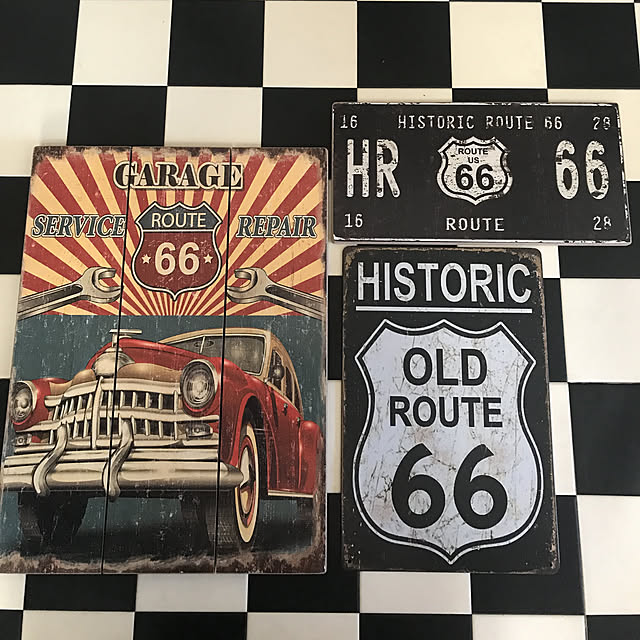 GARAGE
SERVICE
ROUTE
66
REPAIR
16 HISTORIC ROUTE 66 28
HR
ROUTE
US
66
66
16 ROUTE 28
HISTORIC
OLD
ROUTE
66